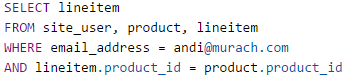 SELECT lineitem
FROM site_user, product, lineitem
WHERE email_address = andi@murach.com
AND lineitem.product_id = product.product_id